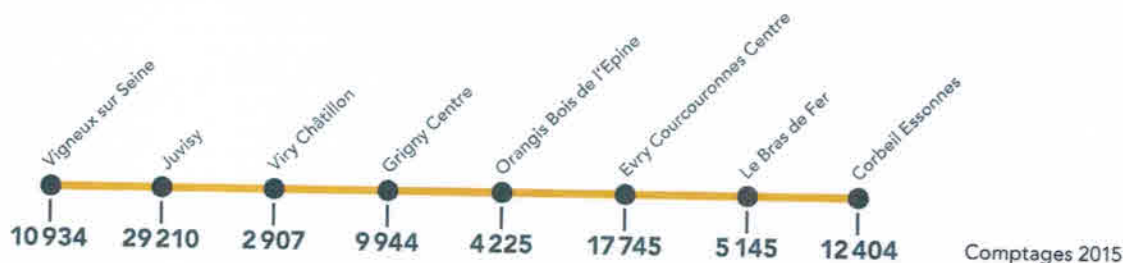 Vigneux sur Seine
Juvisy
Viry Châtillon
Grigny Centre
Orangis Bois de l'Epine
Evry Courcouronnes Centre
Le Bras de Fer
Corbeil Essonnes
10 934 29 210 2 907 9 944 4 225 17 745 5 145 12 404
Comptages 2015